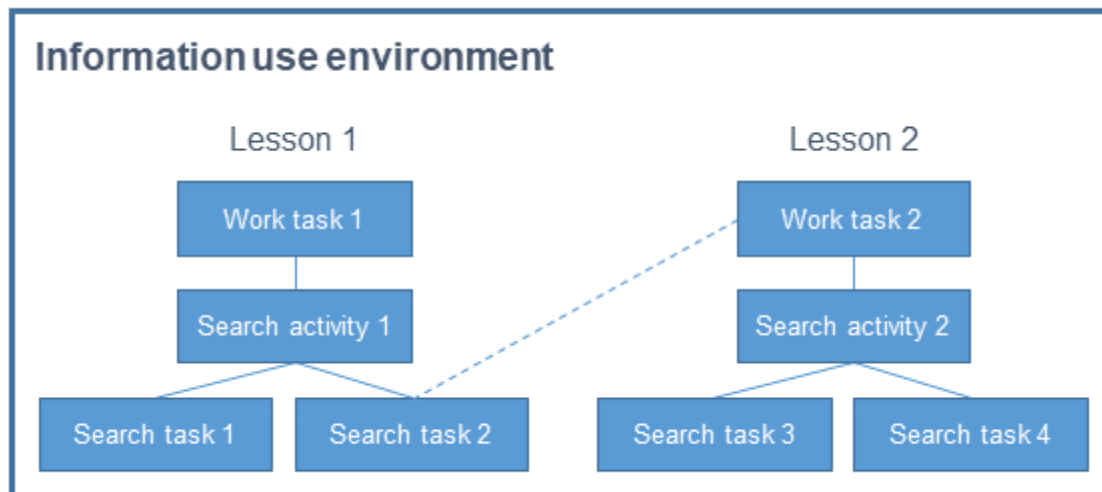 Information use environment
Lesson 1
Lesson 2
Work task 1
Work task 2
Search activity 1
Search activity 2
Search task 1
Search task 2
Search task 3
Search task 4